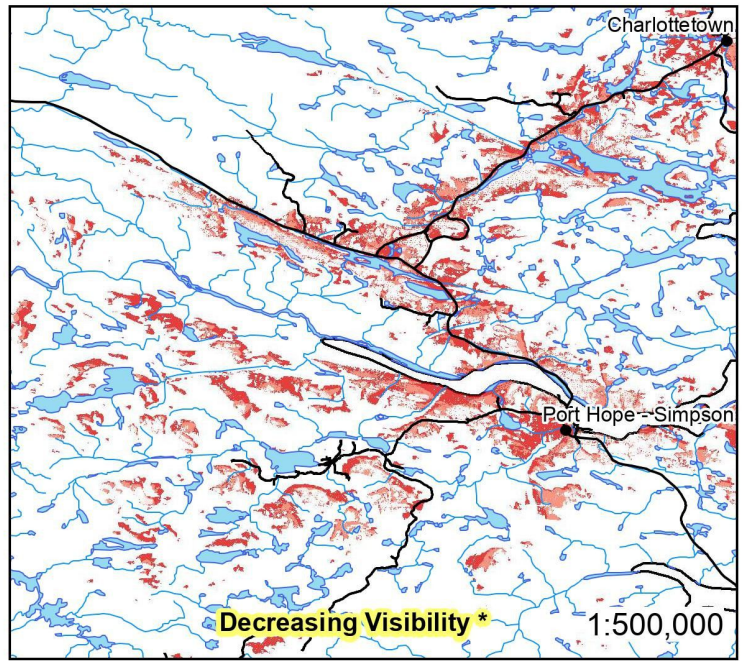 Charlottetown
Port Hope - Simpson
Decreasing Visibility *
1:500,000